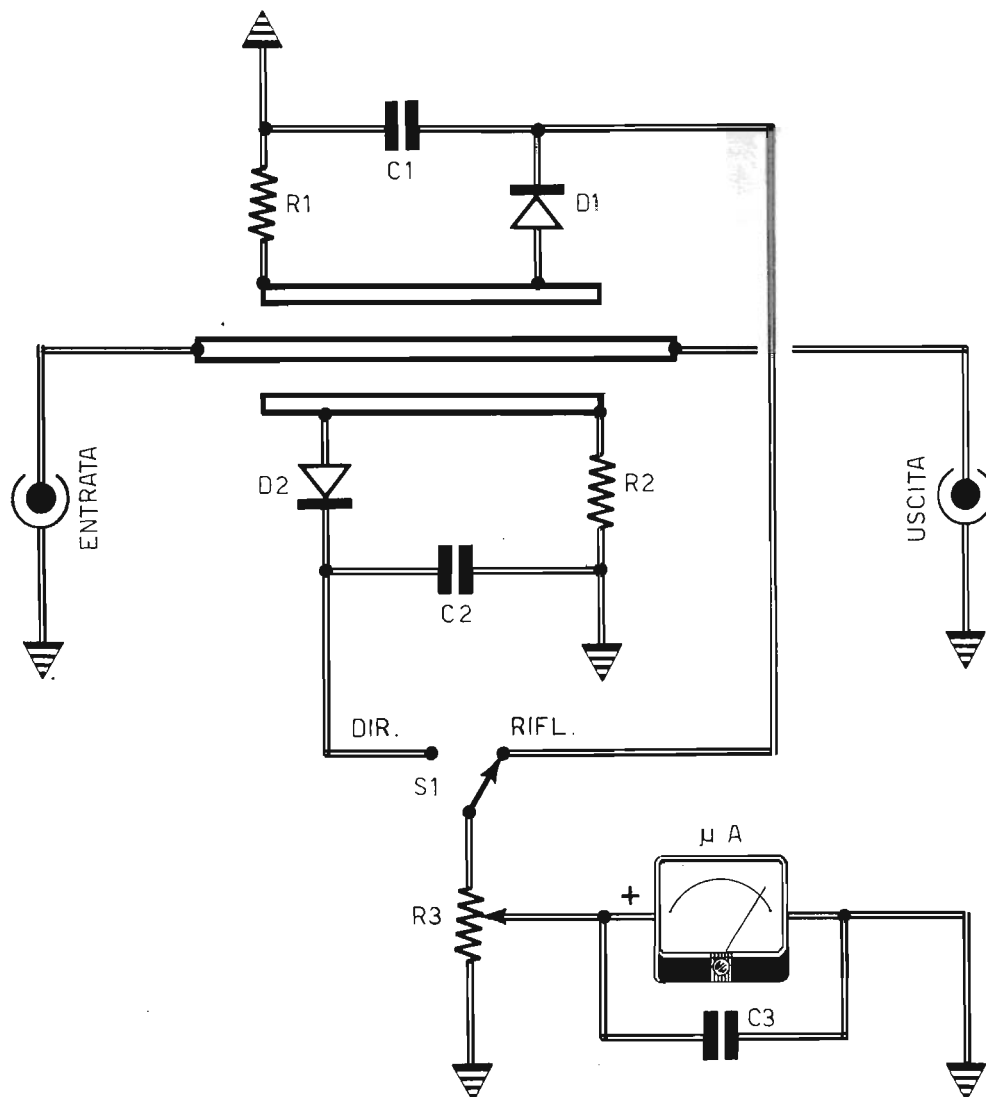 C1
R1
D1
ENTRATA
D2
R2
USCITA
C2
DIR.
RIFL.
S1
μ A
R3
+
C3